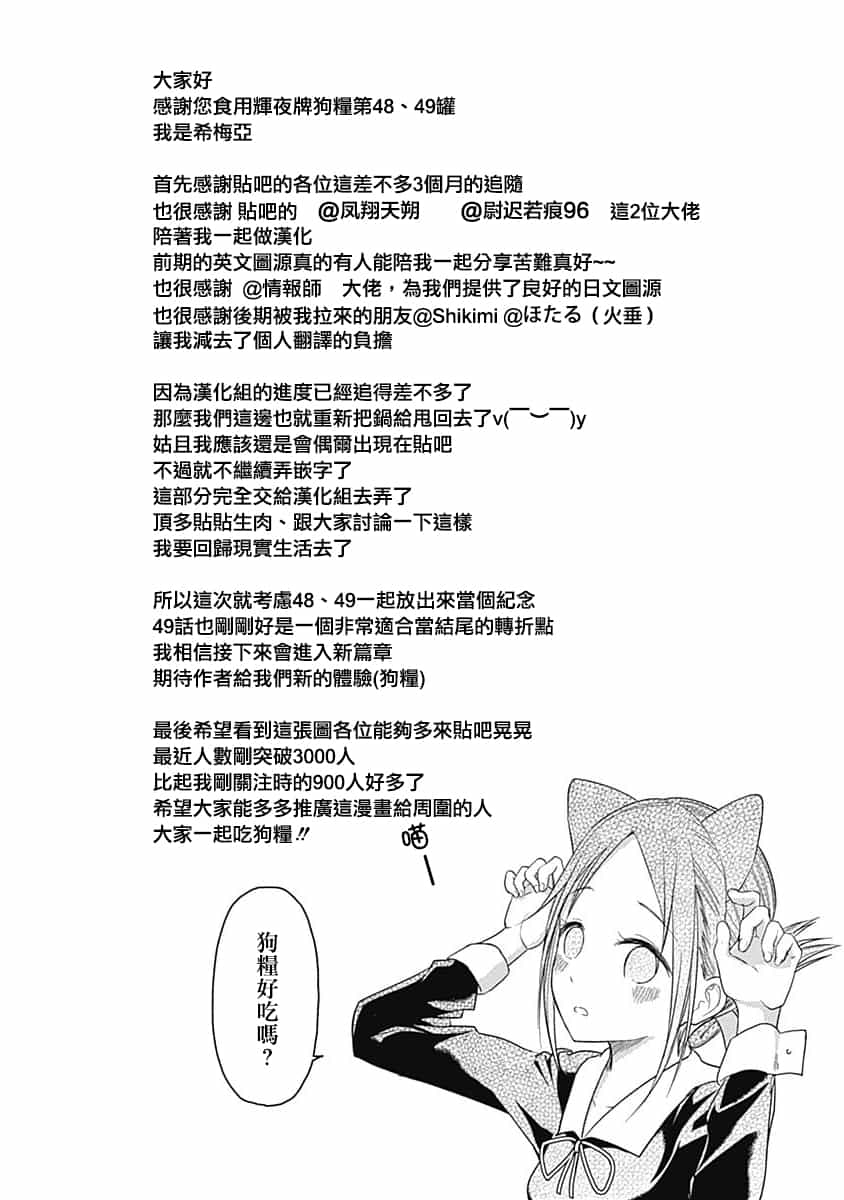 大家好
感謝您食用輝夜牌狗糧第48、49罐
我是希梅亞
首先感謝貼吧的各位這差不多3個月的追隨
也很感謝 貼吧的 @凤翔天朔 @尉迟若痕96 這2位大佬
陪著我一起做漢化
前期的英文圖源真的有人能陪我一起分享苦難真好~~
也很感謝 @情報師 大佬，為我們提供了良好的日文圖源
也很感謝後期被我拉來的朋友@Shikimi @ほたる（火垂）
讓我減去了個人翻譯的負擔
因為漢化組的進度已經追得差不多了
那麼我們這邊也就重新把鍋給甩回去了v(￣︶￣)y
姑且我應該還是會偶爾出現在貼吧
不過就不繼續弄嵌字了
這部分完全交給漢化組去弄了
頂多貼貼生肉、跟大家討論一下這樣
我要回歸現實生活去了
所以這次就考慮48、49一起放出來當個紀念
49話也剛剛好是一個非常適合當結尾的轉折點
我相信接下來會進入新篇章
期待作者給我們新的體驗(狗糧)
最後希望看到這張圖各位能夠多來貼吧晃晃
最近人數剛突破3000人
比起我剛關注時的900人好多了
希望大家能多多推廣這漫畫給周圍的人
大家一起吃狗糧!!
喵
狗糧好吃嗎？